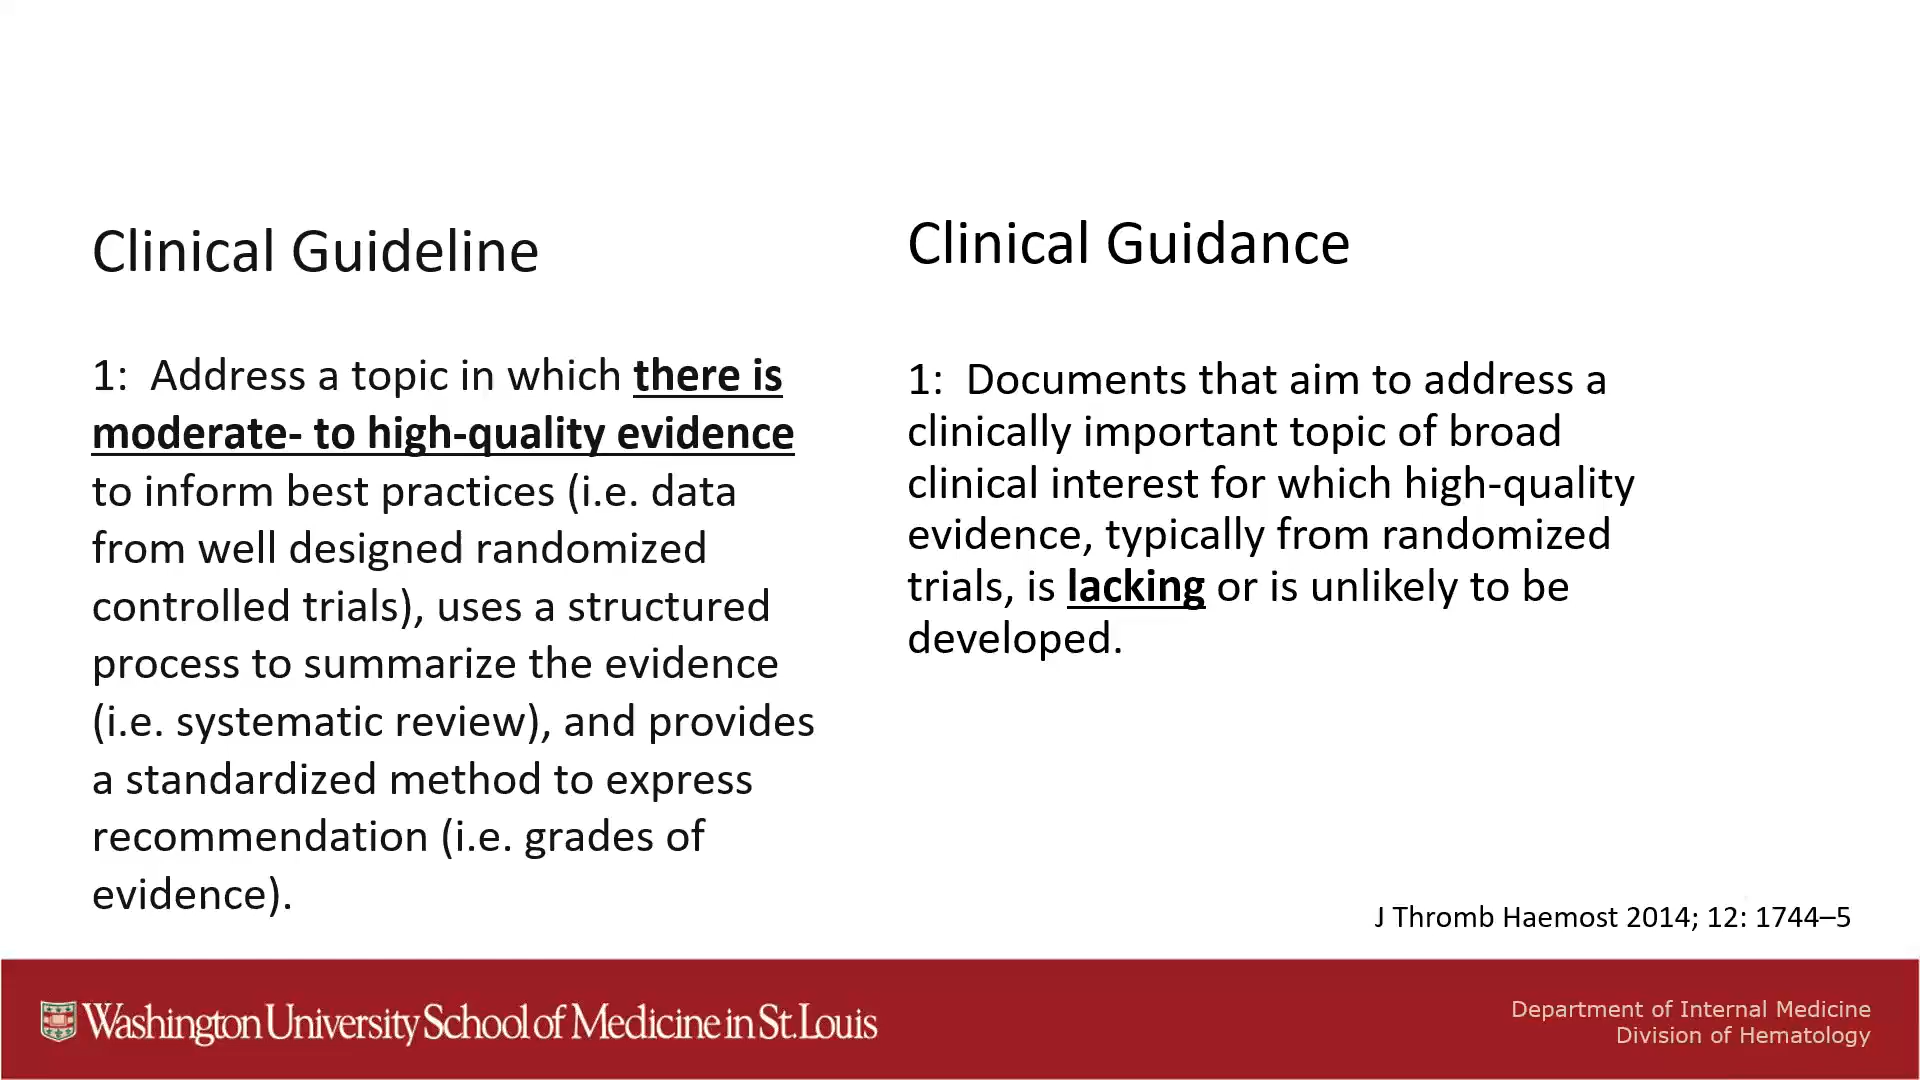 Clinical Guideline
1:  Address a topic in which there is
moderate- to high-quality evidence
to inform best practices (i.e. data
from well designed randomized
controlled trials), uses a structured
process to summarize the evidence
(i.e. systematic review), and provides
a standardized method to express
recommendation (i.e. grades of
evidence).
Clinical Guidance
1:  Documents that aim to address a
clinically important topic of broad
clinical interest for which high-quality
evidence, typically from randomized
trials, is lacking or is unlikely to be
developed.
J Thromb Haemost 2014; 12: 1744–5
Washington University School of Medicine in St. Louis
Department of Internal Medicine
Division of Hematology